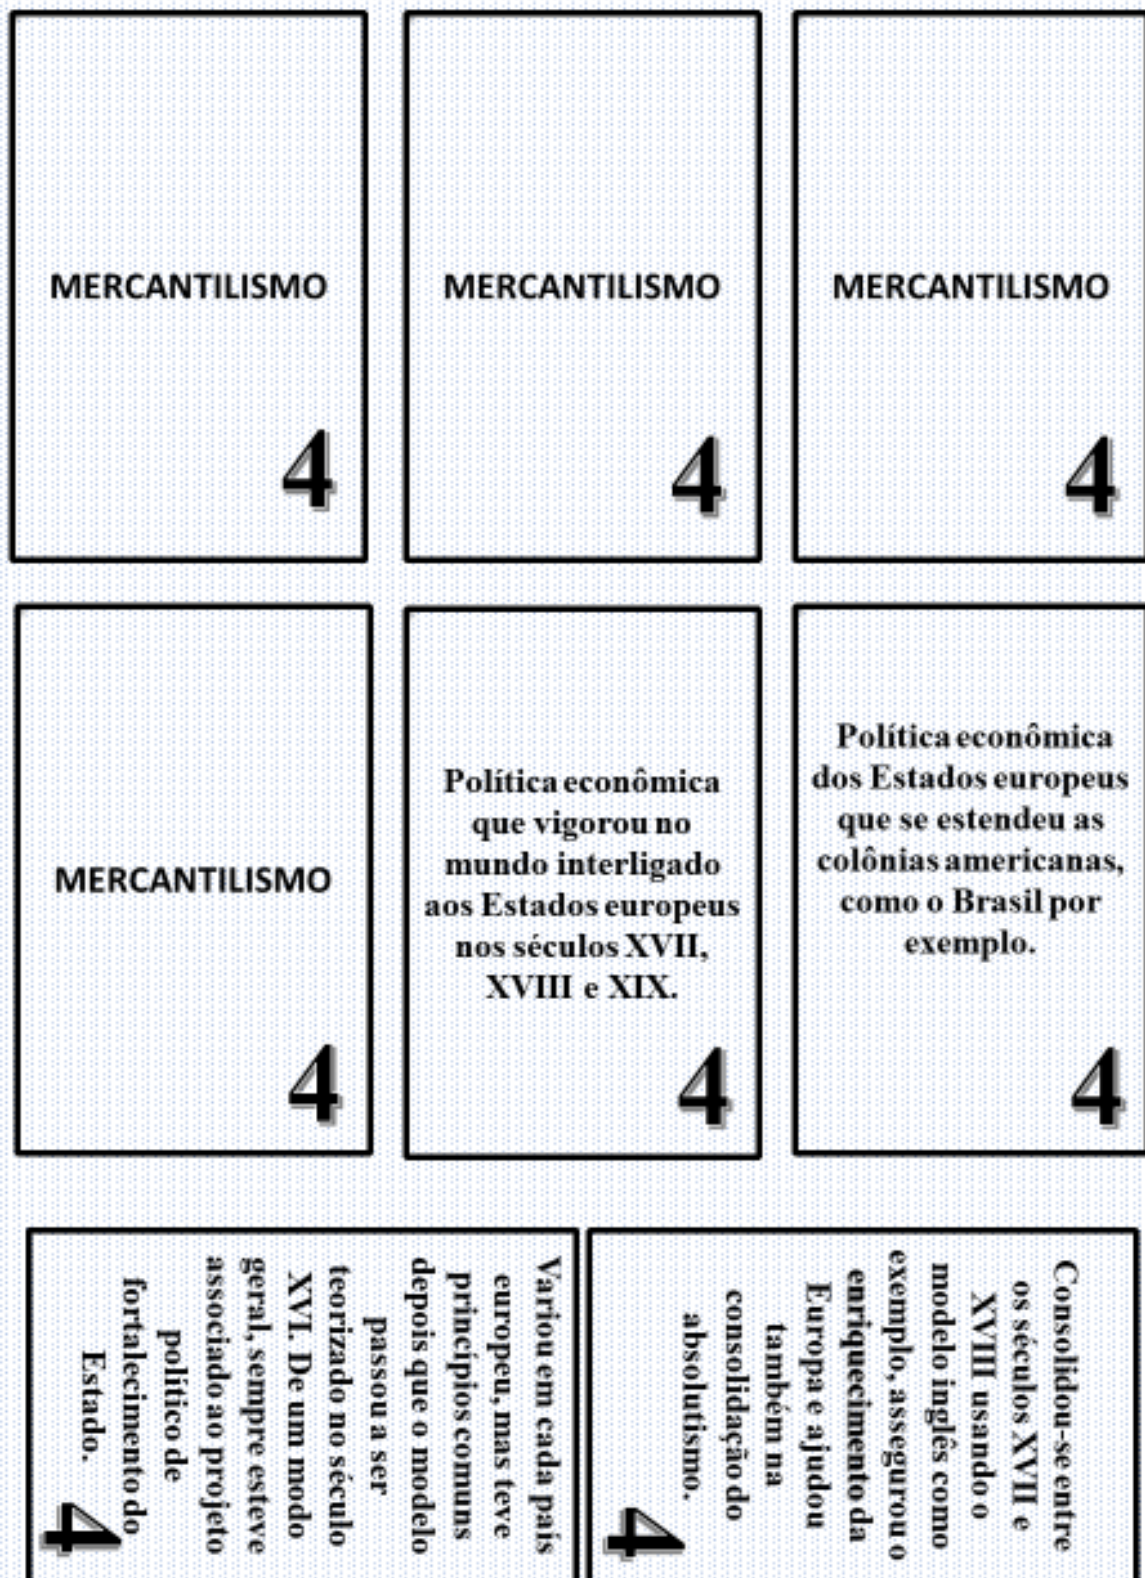 MERCANTILISMO
4
MERCANTILISMO
4
MERCANTILISMO
4
MERCANTILISMO
4
Política econômica
que vigorou no
mundo interligado
aos Estados europeus
nos séculos XVII,
XVIII e XIX.
4
Política econômica
dos Estados europeus
que se estendeu as
colônias americanas,
como o Brasil por
exemplo.
4
Variou em cada país
europeu, mas teve
princípios comuns
depois que o modelo
passou a ser
teorizado no século
XVI. De um modo
geral, sempre esteve
associado ao projeto
político de
fortalecimento do
Estado.
4
Consolidou-se entre
os séculos XVII e
XVIII usando o
modelo inglês como
exemplo, assegurou o
enriquecimento da
Europa e ajudou
também na
consolidação do
absolutismo.
4